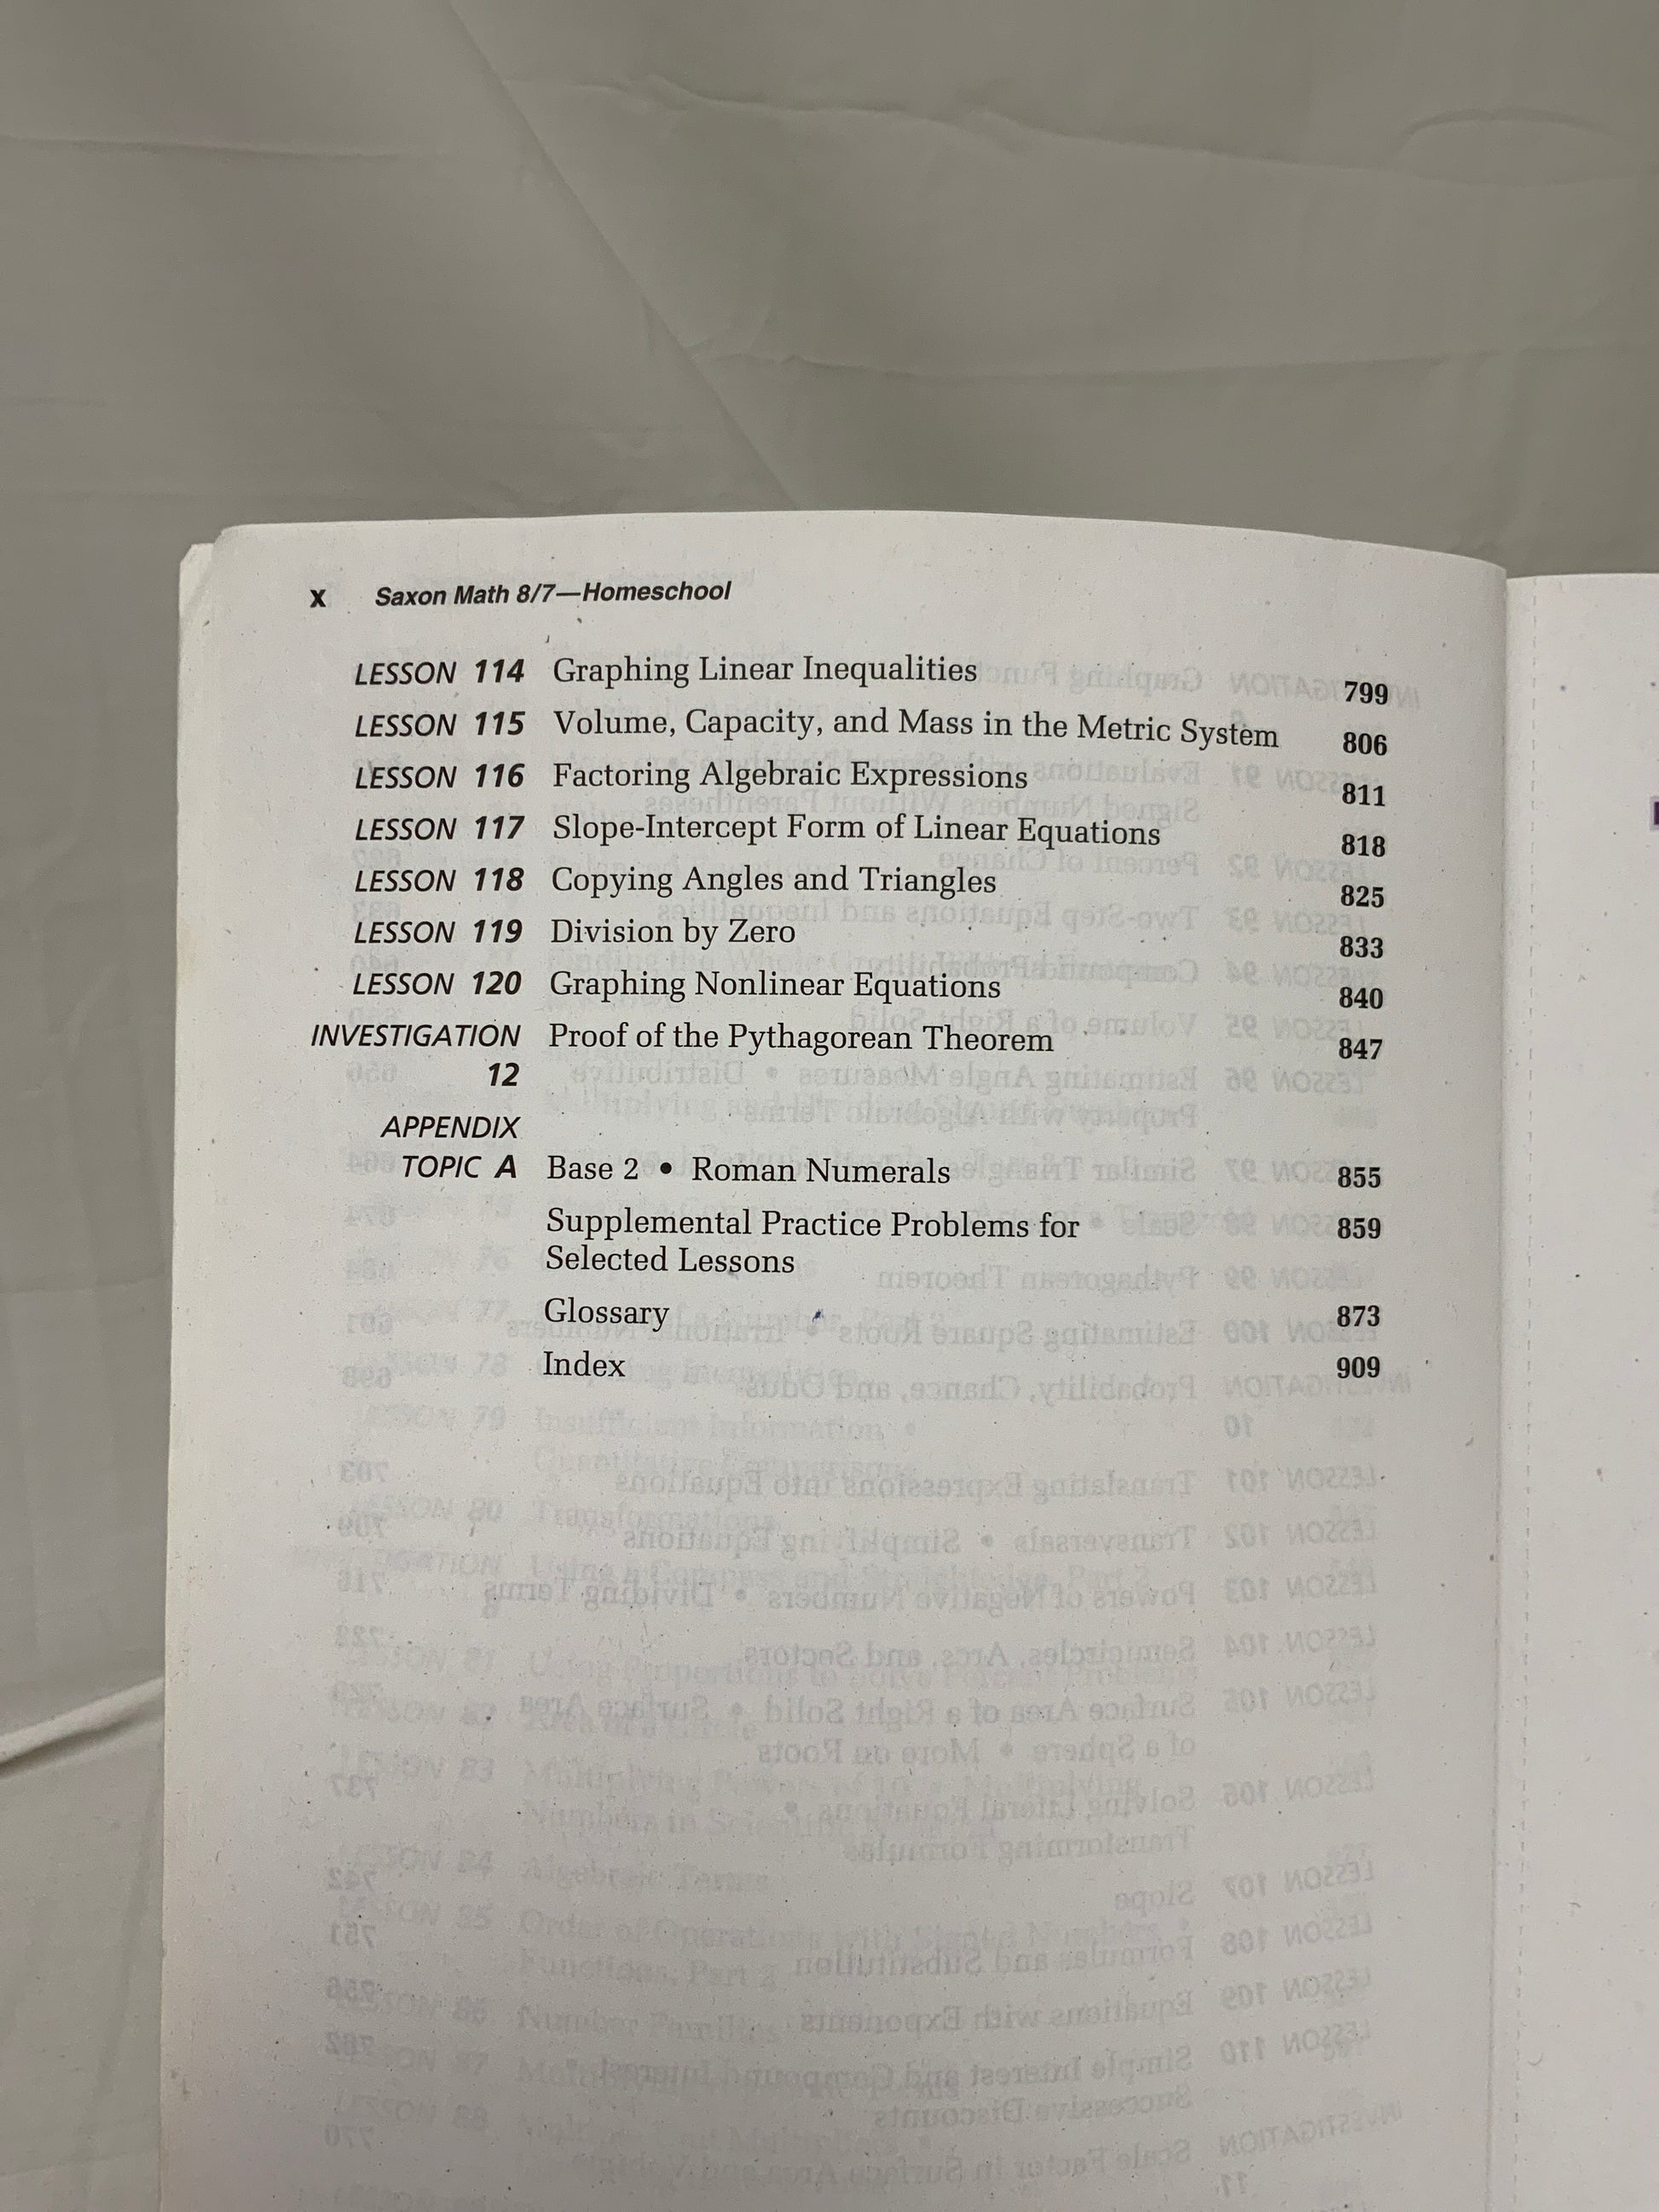 x Saxon Math 8/7—Homeschool
LESSON 114 Graphing Linear Inequalities 799
LESSON 115 Volume, Capacity, and Mass in the Metric System 806
LESSON 116 Factoring Algebraic Expressions 811
LESSON 117 Slope-Intercept Form of Linear Equations 818
LESSON 118 Copying Angles and Triangles 825
LESSON 119 Division by Zero 833
LESSON 120 Graphing Nonlinear Equations 840
INVESTIGATION Proof of the Pythagorean Theorem 847
12
APPENDIX
TOPIC A Base 2 • Roman Numerals 855
Supplemental Practice Problems for 859
Selected Lessons
Glossary 873
Index 909